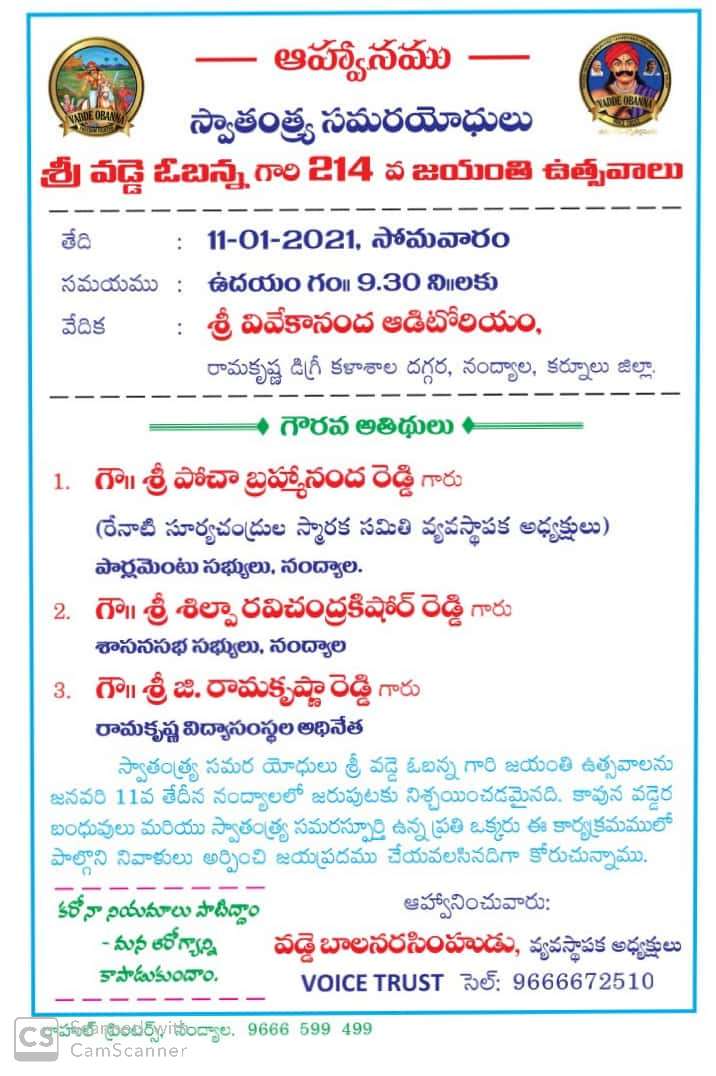 ఆహ్వానము
VADDE OBANNA
VADDE OBANNA
స్వాతంత్ర్య సమరయోధులు
శ్రీ వడ్డె ఓబన్న గారి 214 వ జయంతి ఉత్సవాలు
తేది : 11-01-2021, సోమవారం
సమయము : ఉదయం గం॥ 9.30 ని॥లకు
వేదిక : శ్రీ వివేకానంద ఆడిటోరియం,
రామకృష్ణ డిగ్రీ కళాశాల దగ్గర, నంద్యాల, కర్నూలు జిల్లా.
గౌరవ అతిథులు
1. గౌ॥ శ్రీ పోచా బ్రహ్మానంద రెడ్డి గారు
(రేనాటి సూర్యచంద్రుల స్మారక సమితి వ్యవస్థాపక అధ్యక్షులు)
పార్లమెంటు సభ్యులు, నంద్యాల.
2. గౌ॥ శ్రీ శిల్పా రవిచంద్రకిషోర్ రెడ్డి గారు
శాసనసభ సభ్యులు, నంద్యాల
3. గౌ॥ శ్రీ జి. రామకృష్ణా రెడ్డి గారు
రామకృష్ణ విద్యాసంస్థల అధినేత
స్వాతంత్ర్య సమర యోధులు శ్రీ వడ్డె ఓబన్న గారి జయంతి ఉత్సవాలను
జనవరి 11వ తేదీన నంద్యాలలో జరుపుటకు నిశ్చయించడమైనది. కావున వడ్డెర
బంధువులు మరియు స్వాతంత్ర్య సమరస్ఫూర్తి ఉన్న ప్రతి ఒక్కరు ఈ కార్యక్రమములో
పాల్గొని నివాళులు అర్పించి జయప్రదము చేయవలసినదిగా కోరుచున్నాము.
కరోనా నియమాలు పాటిద్దాం
- మన ఆరోగ్యాన్ని
కాపాడుకుందాం.
ఆహ్వానించువారు:
వడ్డె బాలనరసింహుడు, వ్యవస్థాపక అధ్యక్షులు
VOICE TRUST సెల్: 9666672510
ప్రింటర్స్, నంద్యాల. 9666 599 499
CS Scanned with
CamScanner